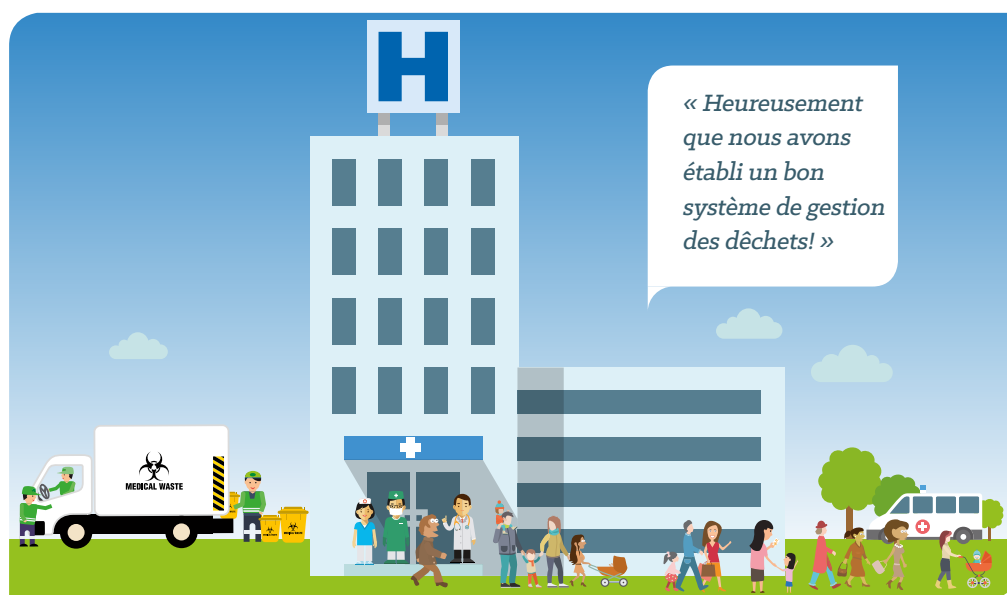 H
« Heureusement
que nous avons
établi un bon
système de gestion
des dêchets! »
MEDICAL WASTE